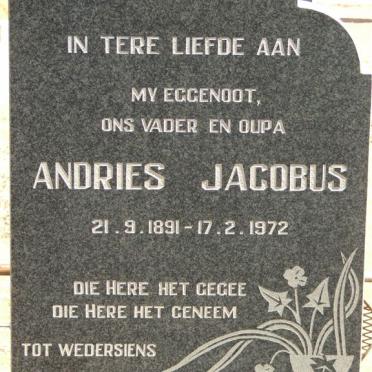 IN TERE LIEFDE AAN
MY EGGENOOT,
ONS VADER EN OUPA
ANDRIES JACOBUS
21.9.1891-17.2.1972
DIE HERE HET GEGEE
DIE HERE HET GENEEM
TOT WEDERSIENS